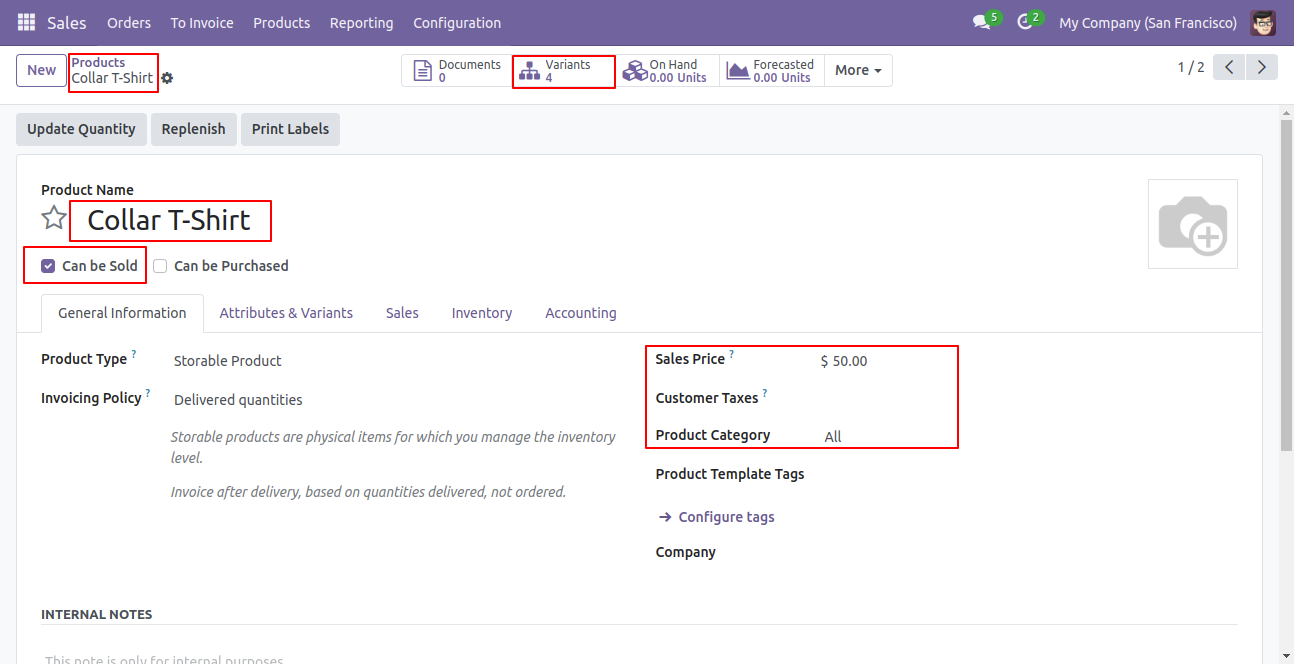 Sales Orders To Invoice Products Reporting Configuration 5 2 My Company (San Francisco)
New Products Documents Variants On Hand Forecasted More 1 / 2
Collar T-Shirt 0 4 0.00 Units 0.00 Units
Update Quantity Replenish Print Labels
Product Name
Collar T-Shirt
Can be Sold Can be Purchased
General Information Attributes & Variants Sales Inventory Accounting
Product Type ? Storable Product Sales Price ? $ 50.00
Invoicing Policy ? Delivered quantities Customer Taxes ?
Storable products are physical items for which you manage the inventory Product Category All
level.
Product Template Tags
Invoice after delivery, based on quantities delivered, not ordered.
Configure tags
Company
INTERNAL NOTES
This note is only for internal purposes.